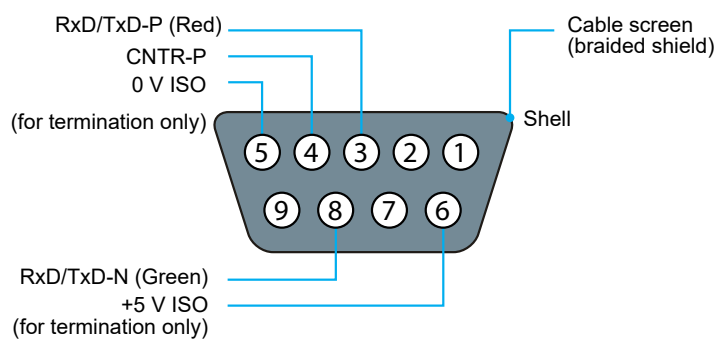 RxD/TxD-P (Red)
CNTR-P
0 V ISO
(for termination only)
Cable screen
(braided shield)
Shell
5 4 3 2 1
9 8 7 6
RxD/TxD-N (Green)
+5 V ISO
(for termination only)